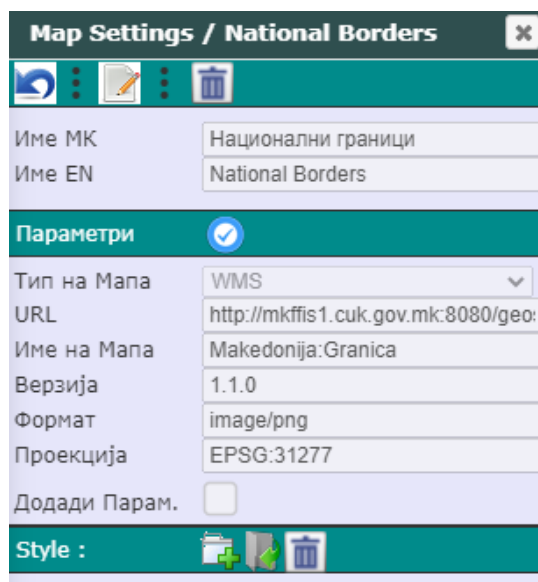 Map Settings / National Borders
Име МК Национални граници
Име EN National Borders
Параметри
Тип на Мапа WMS
URL http://mkffis1.cuk.gov.mk:8080/geos
Име на Мапа Makedonija:Granica
Верзија 1.1.0
Формат image/png
Проекција EPSG:31277
Додади Парам.
Style :